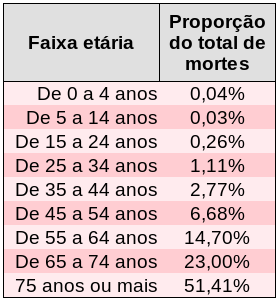 Faixa etária
Proporção
do total de
mortes
De 0 a 4 anos 0,04%
De 5 a 14 anos 0,03%
De 15 a 24 anos 0,26%
De 25 a 34 anos 1,11%
De 35 a 44 anos 2,77%
De 45 a 54 anos 6,68%
De 55 a 64 anos 14,70%
De 65 a 74 anos 23,00%
75 anos ou mais 51,41%